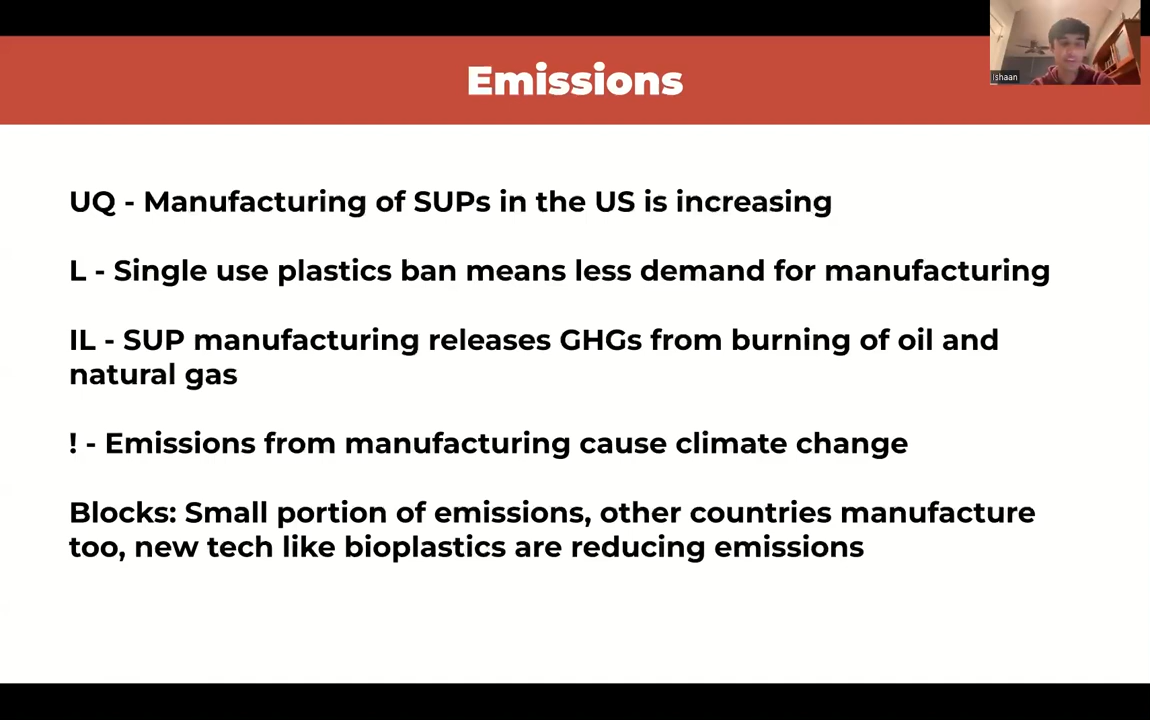 Emissions
ishaan
UQ - Manufacturing of SUPs in the US is increasing
L - Single use plastics ban means less demand for manufacturing
IL - SUP manufacturing releases GHGs from burning of oil and
natural gas
! - Emissions from manufacturing cause climate change
Blocks: Small portion of emissions, other countries manufacture
too, new tech like bioplastics are reducing emissions